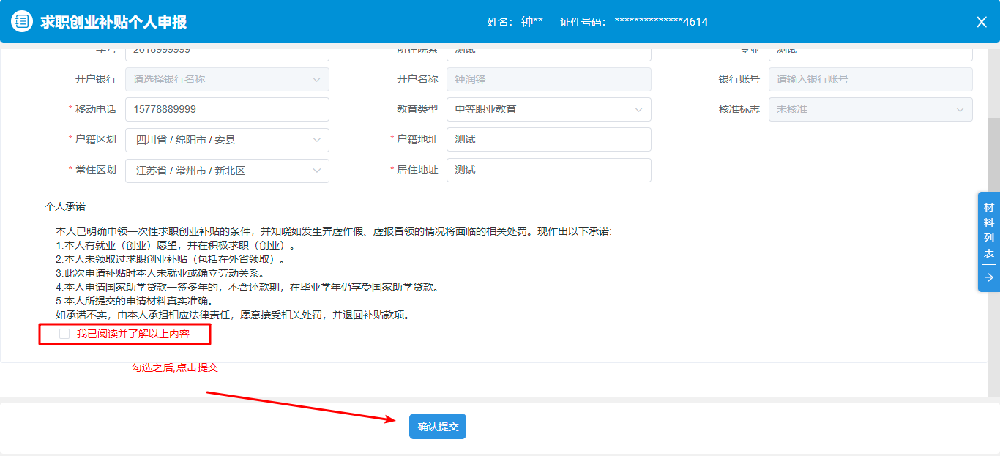 求职创业补贴个人申报 姓名: 钟** 证件号码: **************4614
学号 2018999999 所在院系 测试 专业 测试
开户银行 请选择银行名称 开户名称 钟润锋 银行账号 请输入银行账号
* 移动电话 15778889999 教育类型 中等职业教育 核准标志 未核准
* 户籍区划 四川省 / 绵阳市 / 安县 * 户籍地址 测试
* 常住区划 江苏省 / 常州市 / 新北区 * 居住地址 测试
材料列表
个人承诺
本人已明确申领一次性求职创业补贴的条件，并知晓如发生弄虚作假、虚报冒领的情况将面临的相关处罚。现作出以下承诺:
1.本人有就业（创业）愿望，并在积极求职（创业）。
2.本人未领取过求职创业补贴（包括在外省领取）。
3.此次申请补贴时本人未就业或确立劳动关系。
4.本人申请国家助学贷款一签多年的，不含还款期，在毕业学年仍享受国家助学贷款。
5.本人所提交的申请材料真实准确。
如承诺不实，由本人承担相应法律责任，愿意接受相关处罚，并退回补贴款项。
我已阅读并了解以上内容
勾选之后,点击提交
确认提交